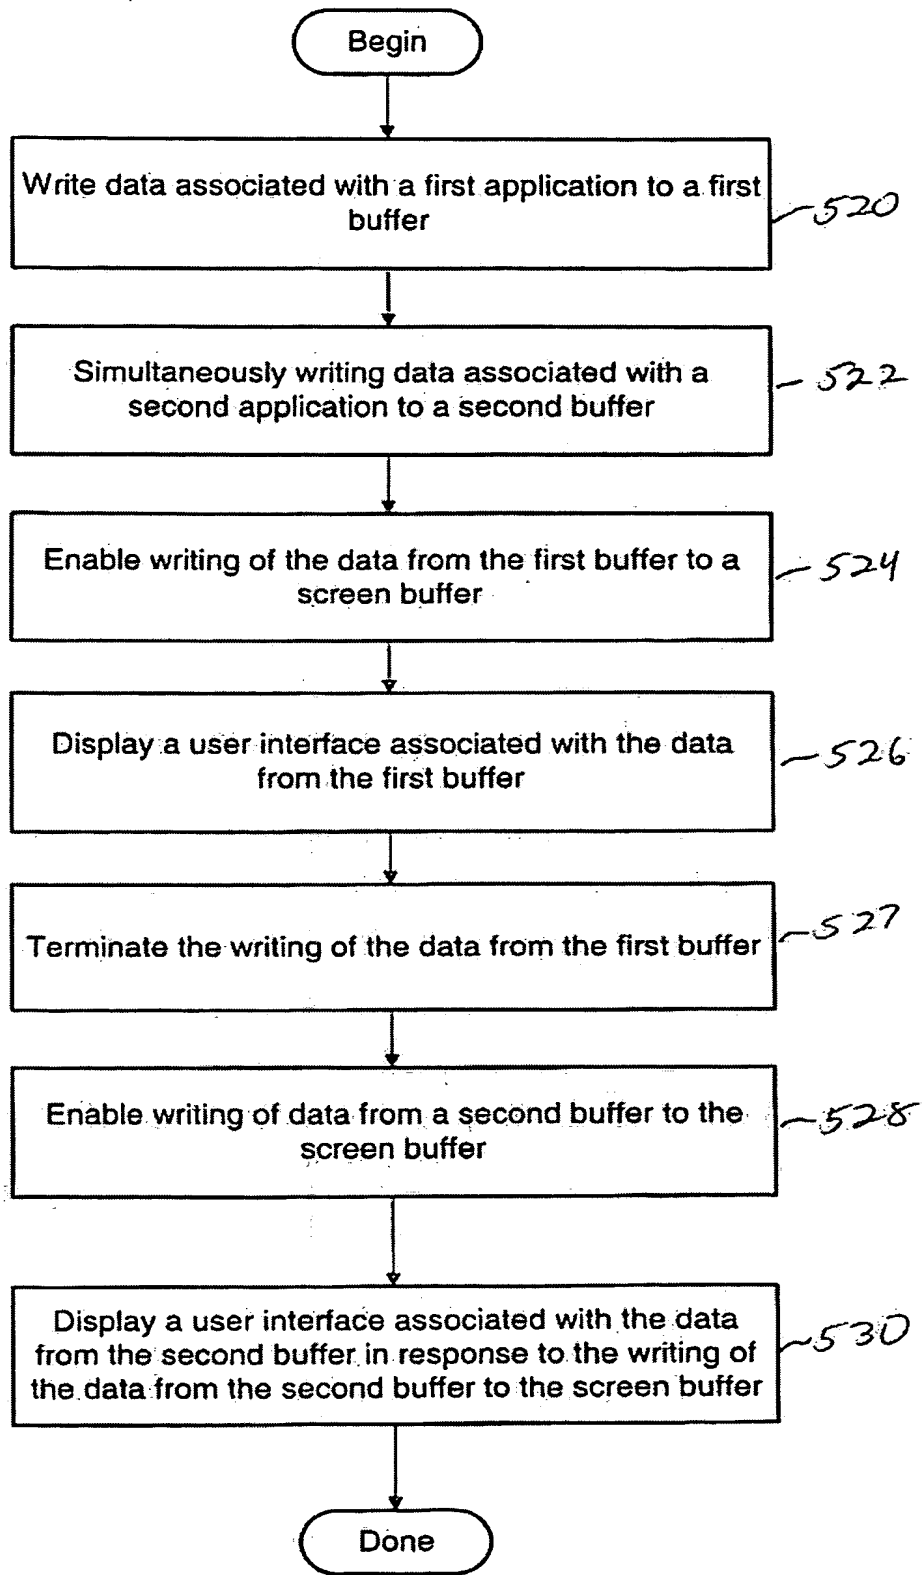 Begin
Write data associated with a first application to a first
buffer
520
Simultaneously writing data associated with a
second application to a second buffer
522
Enable writing of the data from the first buffer to a
screen buffer
524
Display a user interface associated with the data
from the first buffer
526
Terminate the writing of the data from the first buffer
527
Enable writing of data from a second buffer to the
screen buffer
528
Display a user interface associated with the data
from the second buffer in response to the writing of
the data from the second buffer to the screen buffer
530
Done